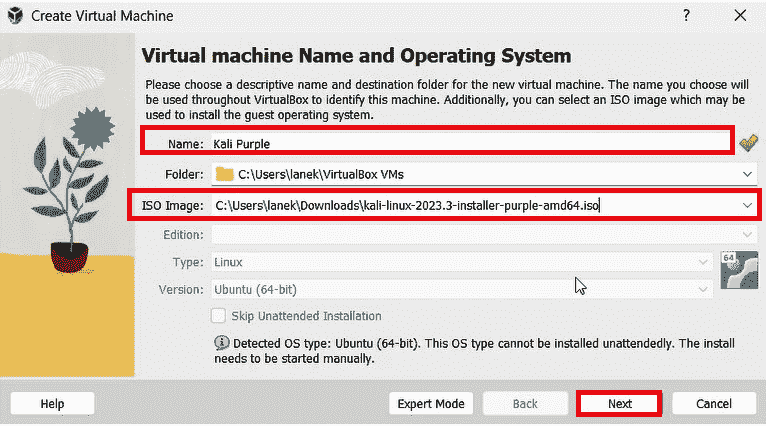 Create Virtual Machine
?
Virtual machine Name and Operating System
Please choose a descriptive name and destination folder for the new virtual machine. The name you choose will
be used throughout VirtualBox to identify this machine. Additionally, you can select an ISO image which may be
used to install the guest operating system.
Name: Kali Purple
Folder: C:\Users\lanek\VirtualBox VMs
ISO Image: C:\Users\lanek\Downloads\kali-linux-2023.3-installer-purple-amd64.iso
Edition:
Type: Linux
64
Version: Ubuntu (64-bit)
Skip Unattended Installation
Detected OS type: Ubuntu (64-bit). This OS type cannot be installed unattendedly. The install
needs to be started manually.
Help Expert Mode Back Next Cancel